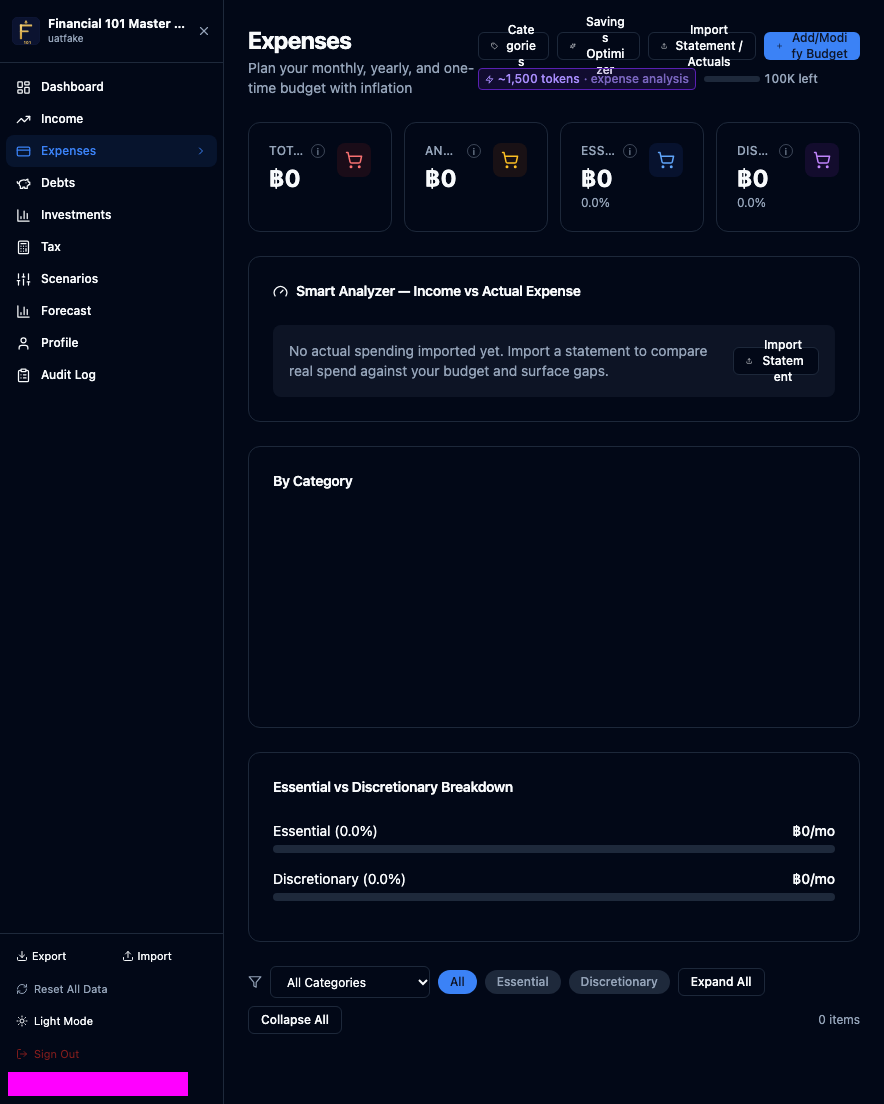 Financial 101 Master ...
uatfake
Dashboard
Income
Expenses
Debts
Investments
Tax
Scenarios
Forecast
Profile
Audit Log
Export
Import
Reset All Data
Light Mode
Sign Out
Expenses
Plan your monthly, yearly, and one-
time budget with inflation
Cate
gorie
s
Saving
s
Optimi
zer
Import
Statement /
Actuals
Add/Modi
fy Budget
~1,500 tokens · expense analysis
100K left
TOT...
฿0
AN...
฿0
ESS...
฿0
0.0%
DIS...
฿0
0.0%
Smart Analyzer — Income vs Actual Expense
No actual spending imported yet. Import a statement to compare
real spend against your budget and surface gaps.
Import
Statem
ent
By Category
Essential vs Discretionary Breakdown
Essential (0.0%) ฿0/mo
Discretionary (0.0%) ฿0/mo
All Categories All Essential Discretionary Expand All
Collapse All 0 items